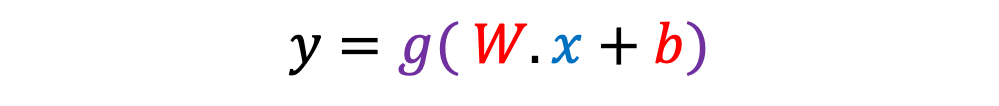 y = g( W.x + b)